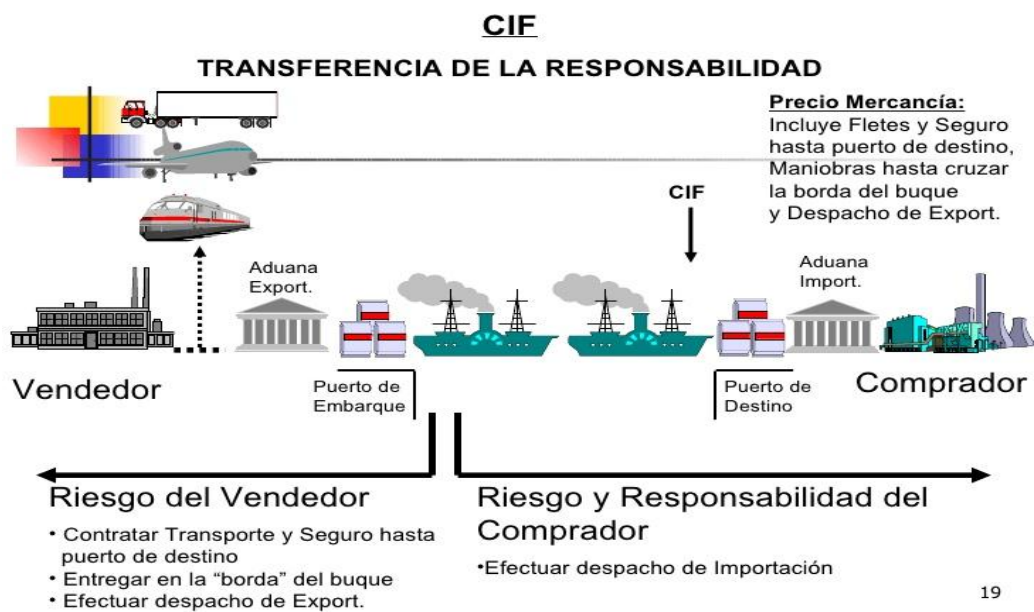 CIF
TRANSFERENCIA DE LA RESPONSABILIDAD
Precio Mercancía:
Incluye Fletes y Seguro
hasta puerto de destino,
Maniobras hasta cruzar
la borda del buque
y Despacho de Export.
CIF
Aduana
Export.
Aduana
Import.
Vendedor
Puerto de
Embarque
Puerto de
Destino
Comprador
Riesgo del Vendedor
• Contratar Transporte y Seguro hasta
puerto de destino
• Entregar en la “borda” del buque
• Efectuar despacho de Export.
Riesgo y Responsabilidad del
Comprador
•Efectuar despacho de Importación
19